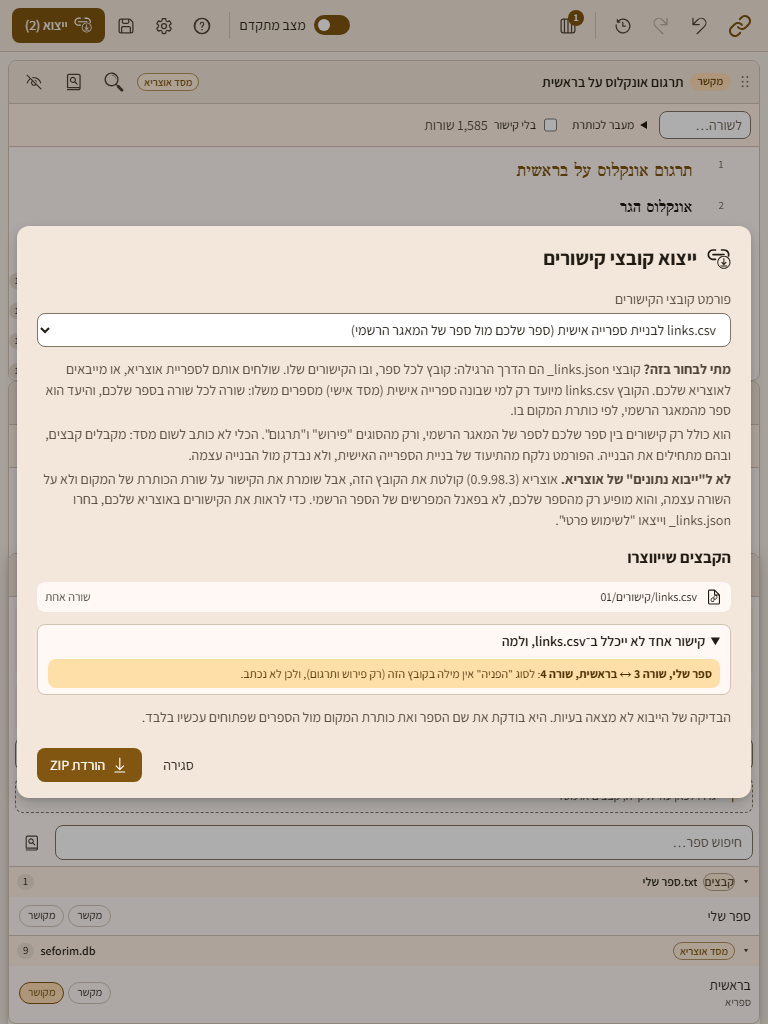 1
מצב מתקדם
ייצוא (2)
מקשר
תרגום אונקלוס על בראשית
מסד אוצריא
לשורה...
מעבר לכותרת
בלי קישור
1,585 שורות
1
תרגום אונקלוס על בראשית
2
אונקלוס הגר
ייצוא קובצי קישורים
פורמט קובצי הקישורים
links.csv לבניית ספרייה אישית (ספר שלכם מול ספר של המאגר הרשמי)
מתי לבחור בזה? קובצי links.json_ הם הדרך הרגילה: קובץ לכל ספר, ובו הקישורים שלו. שולחים אותם לספריית אוצריא, או מייבאים
לאוצריא שלכם. הקובץ links.csv מיועד רק למי שבונה ספרייה אישית (מסד אישי) מספרים משלו: שורה לכל שורה בספר שלכם, והיעד הוא
ספר מהמאגר הרשמי, לפי כותרת המקום בו.
הוא כולל רק קישורים בין ספר שלכם לספר של המאגר הרשמי, ורק מהסוגים "פירוש" ו"תרגום". הכלי לא כותב לשום מסד: מקבלים קבצים,
ובהם מתחילים את הבנייה. הפורמט נלקח מהתיעוד של בניית הספרייה האישית, ולא נבדק מול הבנייה עצמה.
לא ל"ייבוא נתונים" של אוצריא. אוצריא (0.9.98.3) קולטת את הקובץ הזה, אבל שומרת את הקישור על שורת הכותרת של המקום ולא על
השורה עצמה, והוא מופיע רק מהספר שלכם, לא בפאנל המפרשים של הספר הרשמי. כדי לראות את הקישורים באוצריא שלכם, בחרו
links.json_ וייצאו "לשימוש פרטי".
הקבצים שייווצרו
01/קישורים/links.csv
שורה אחת
קישור אחד לא ייכלל ב־links.csv, ולמה
ספר שלי, שורה 3 ↔ בראשית, שורה 4: לסוג "הפניה" אין מילה בקובץ הזה (רק פירוש ותרגום), ולכן לא נכתב.
הבדיקה של הייבוא לא מצאה בעיות. היא בודקת את שם הספר ואת כותרת המקום מול הספרים שפתוחים עכשיו בלבד.
סגירה
הורדת ZIP
חיפוש ספר...
קבצים
ספר שלי.txt
1
ספר שלי
מקשר
מקושר
מסד אוצריא
seforim.db
9
בראשית
ספריא
מקשר
מקושר